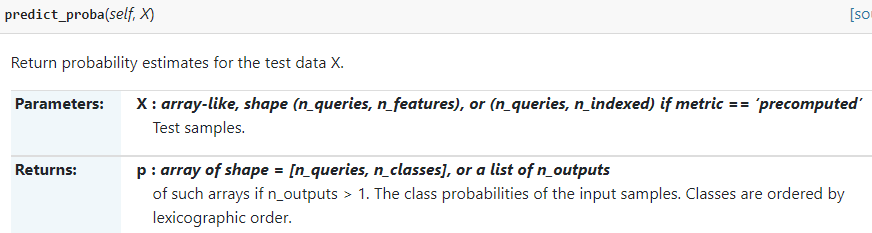 predict_proba(self, X) [so
Return probability estimates for the test data X.
Parameters: X : array-like, shape (n_queries, n_features), or (n_queries, n_indexed) if metric == ‘precomputed’
Test samples.
Returns: p : array of shape = [n_queries, n_classes], or a list of n_outputs
of such arrays if n_outputs > 1. The class probabilities of the input samples. Classes are ordered by
lexicographic order.